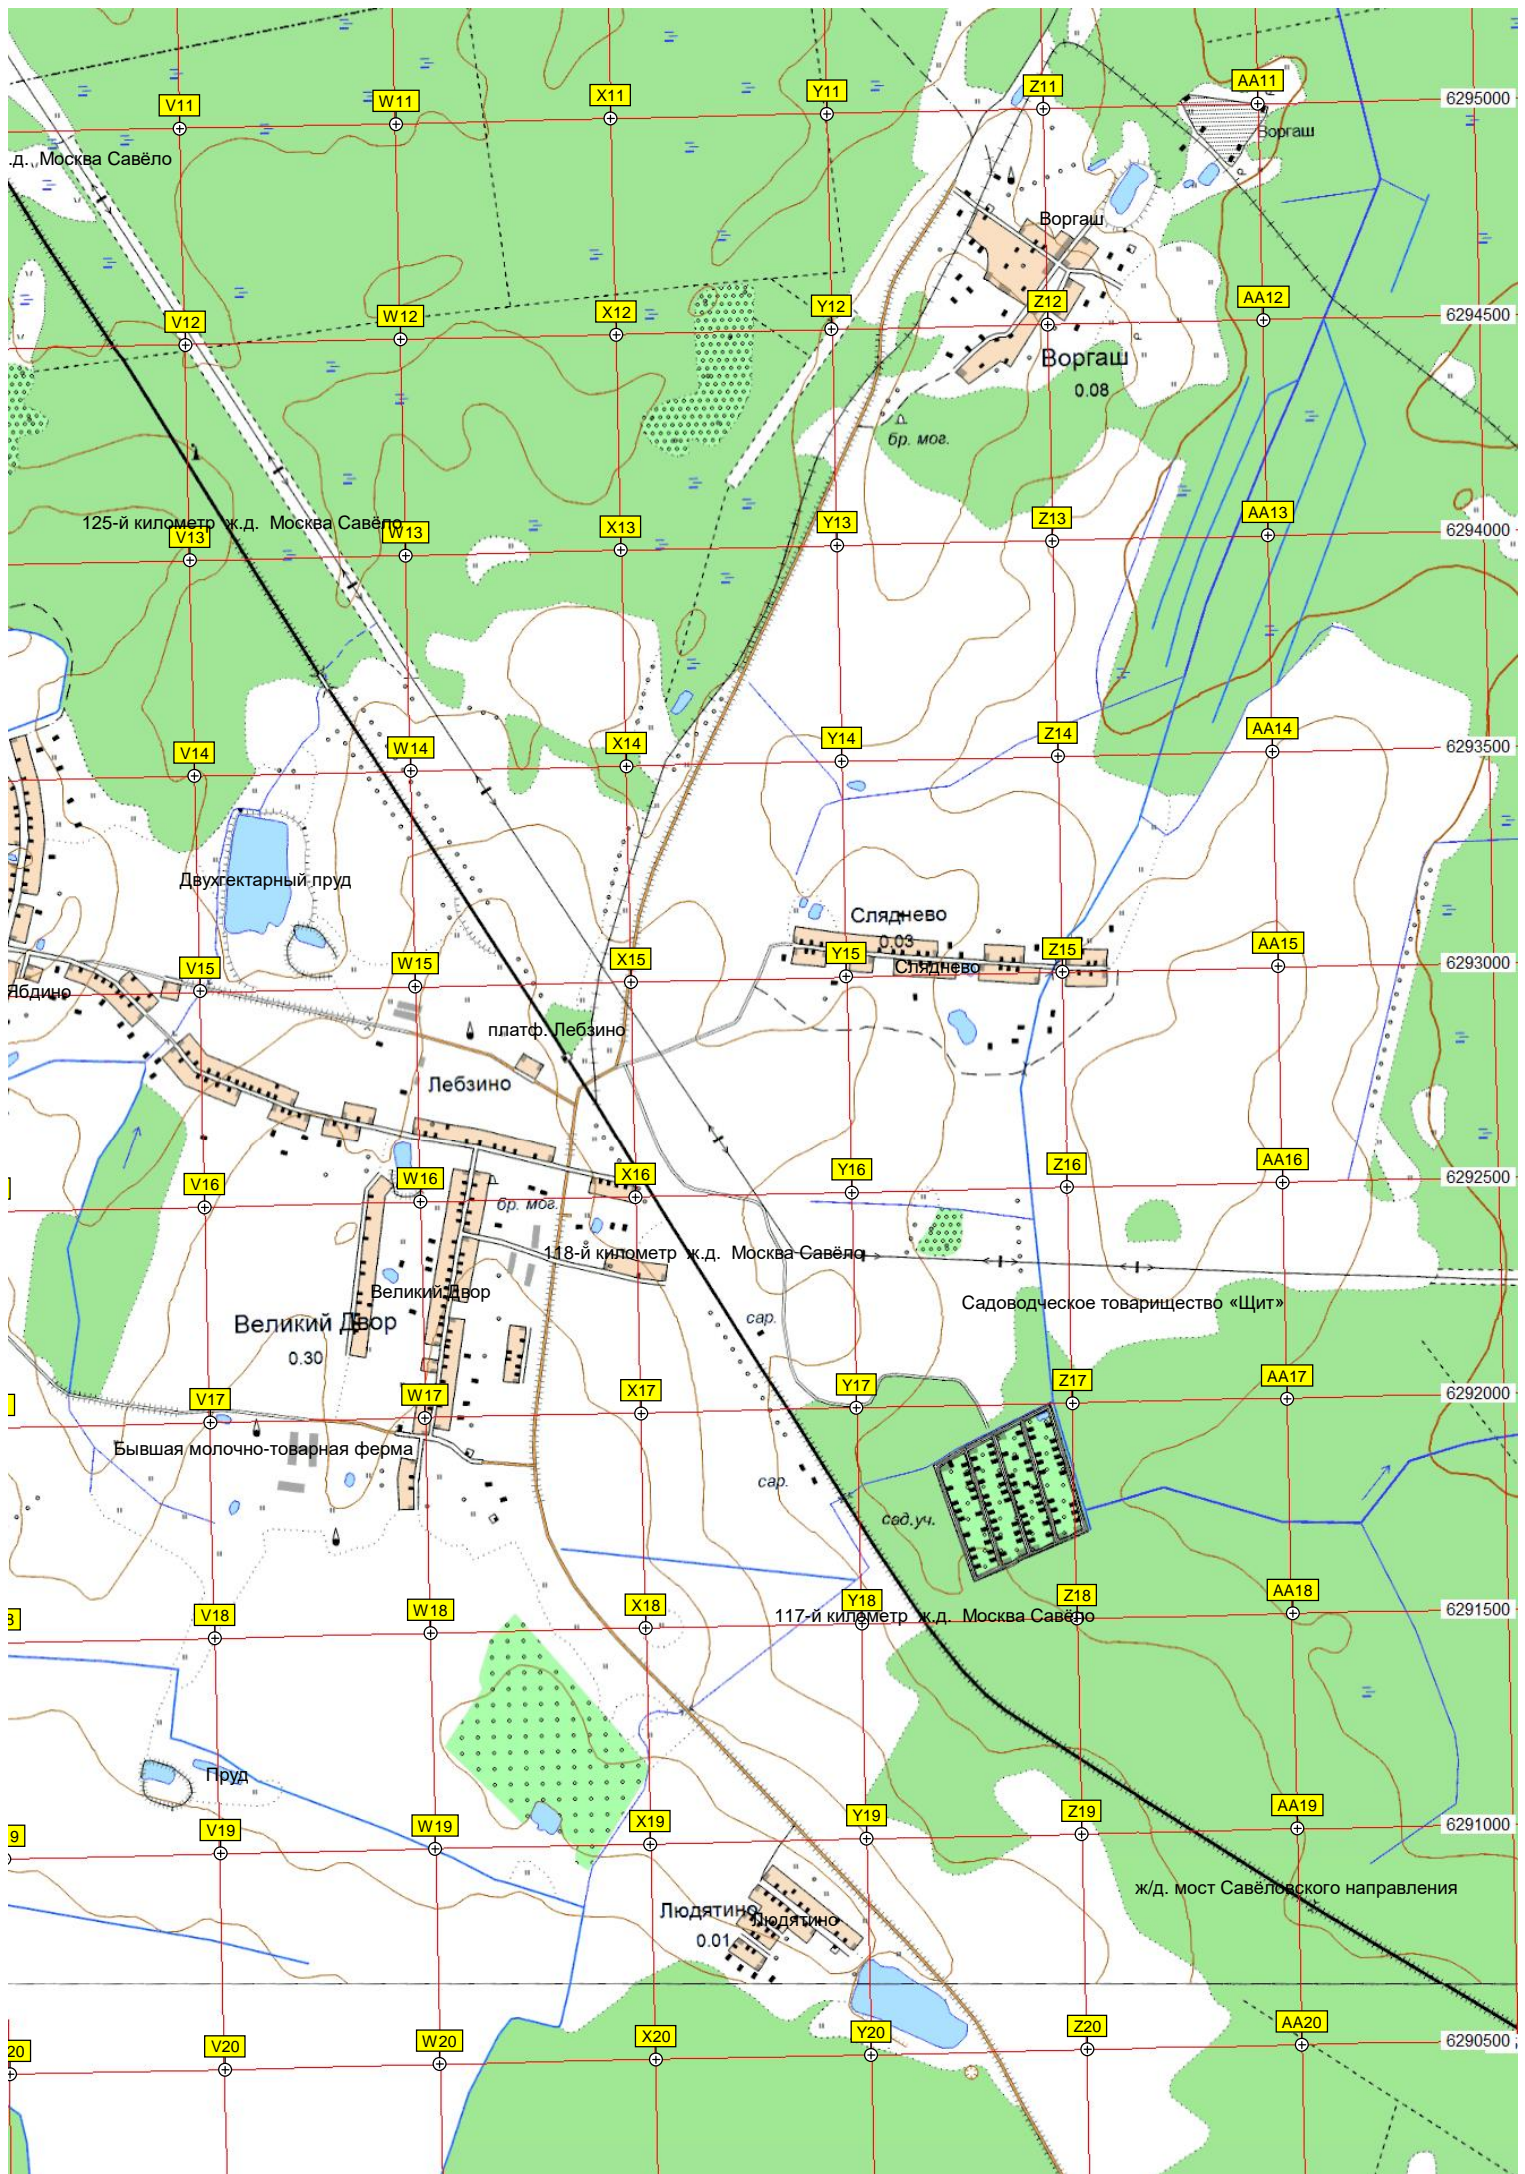 V11
W11
X11
Y11
Z11
AA11
6295000
Воргаш
.д. Москва Савёло
Воргаш
V12
W12
X12
Y12
Z12
AA12
6294500
Воргаш
0.08
бр. мог.
125-й километр ж.д. Москва Савёло
V13
W13
X13
Y13
Z13
AA13
6294000
V14
W14
X14
Y14
Z14
AA14
6293500
Двухгектарный пруд
Сляднево
0.03
V15
W15
X15
Y15
Сляднево
Z15
AA15
6293000
Ябдино
платф. Лебзино
Лебзино
V16
W16
X16
Y16
Z16
AA16
6292500
бр. мог.
118-й километр ж.д. Москва Савёло
Великий Двор
Садоводческое товарищество «Щит»
Великий Двор
0.30
сар.
V17
W17
X17
Y17
Z17
AA17
6292000
Бывшая молочно-товарная ферма
сар.
сад.уч.
V18
W18
X18
Y18
Z18
AA18
6291500
117-й километр ж.д. Москва Савёло
Пруд
9
V19
W19
X19
Y19
Z19
AA19
6291000
ж/д. мост Савёловского направления
Людятино
Людятино
0.01
20
V20
W20
X20
Y20
Z20
AA20
6290500